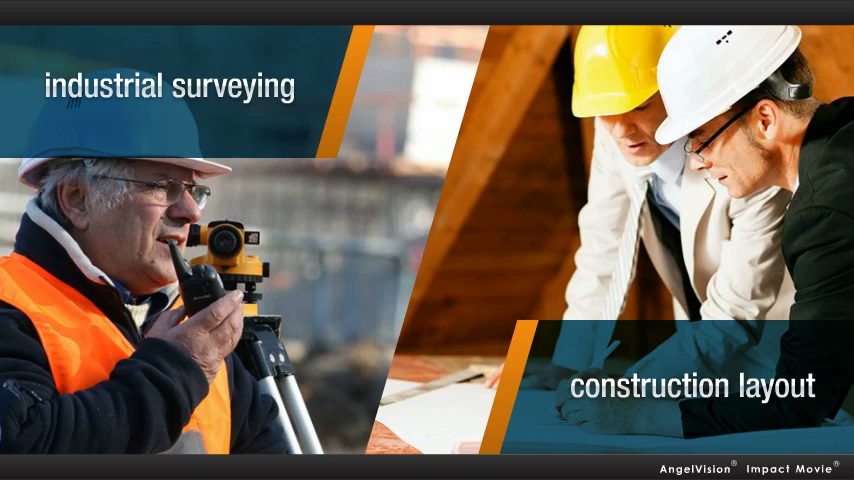 industrial surveying
construction layout
AngelVision® Impact Movie®